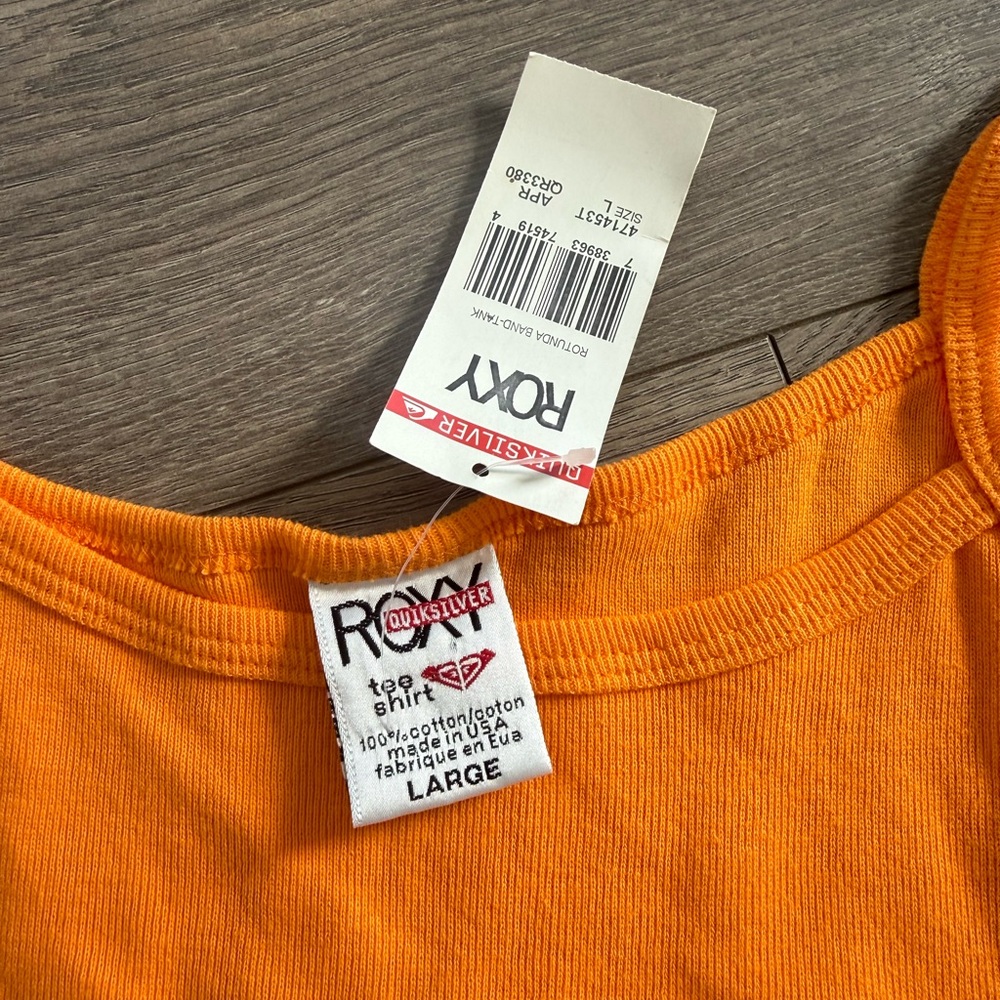 QUIKSILVER
ROXY
ROTUNDA BAND-TANK
7 38963 74519 4
471453T
SIZE L
APR
QR3380
ROXY
QUIKSILVER
tee
shirt
100%cotton/coton
made in USA
fabrique en Eua
LARGE